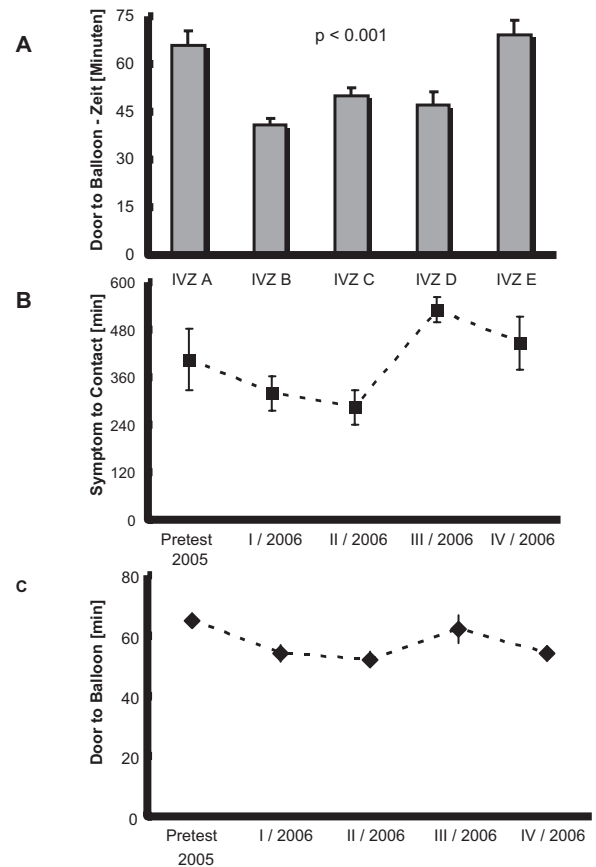 A
Door to Balloon - Zeit [Minuten]
75
60
45
30
15
0
p < 0.001
IVZ A IVZ B IVZ C IVZ D IVZ E
B
Symptom to Contact [min]
600
480
360
240
120
0
Pretest 2005 I / 2006 II / 2006 III / 2006 IV / 2006
c
Door to Balloon [min]
80
60
40
20
0
Pretest 2005 I / 2006 II / 2006 III / 2006 IV / 2006